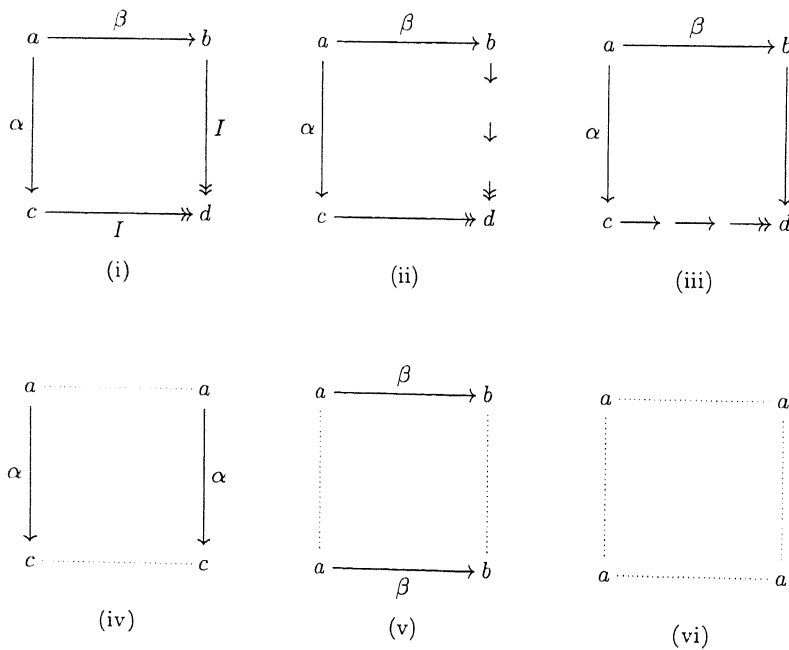 β
a b
α I
c d
I
(i)
β
a b
α
c d
(ii)
β
a b
α
c d
(iii)
a a
α α
c c
(iv)
β
a b
a b
β
(v)
a a
a a
(vi)